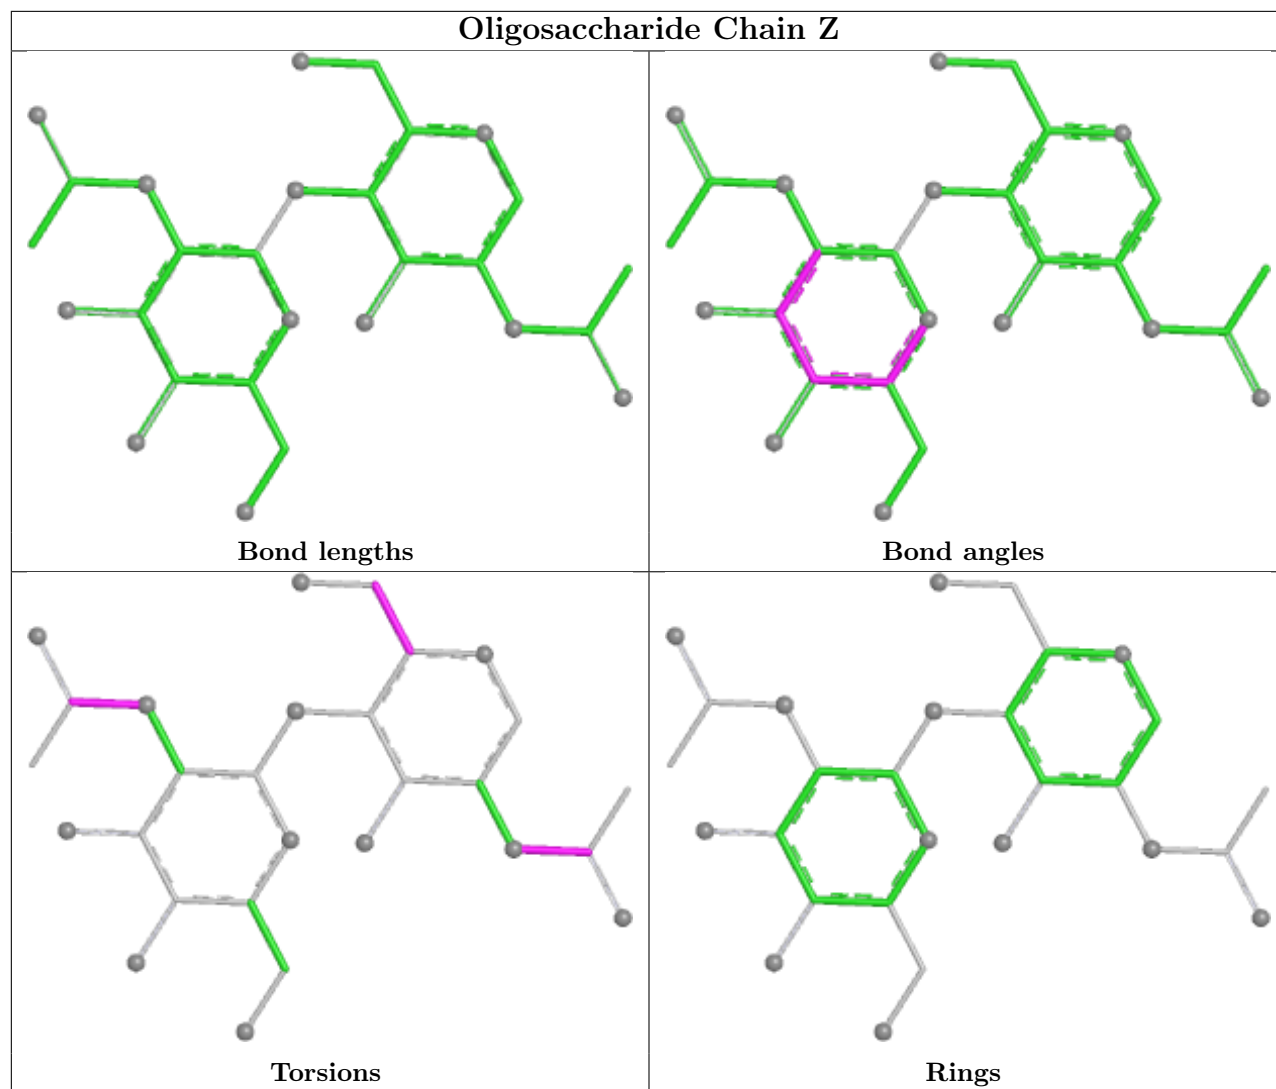 Oligosaccharide Chain Z
Bond lengths
Bond angles
Torsions
Rings